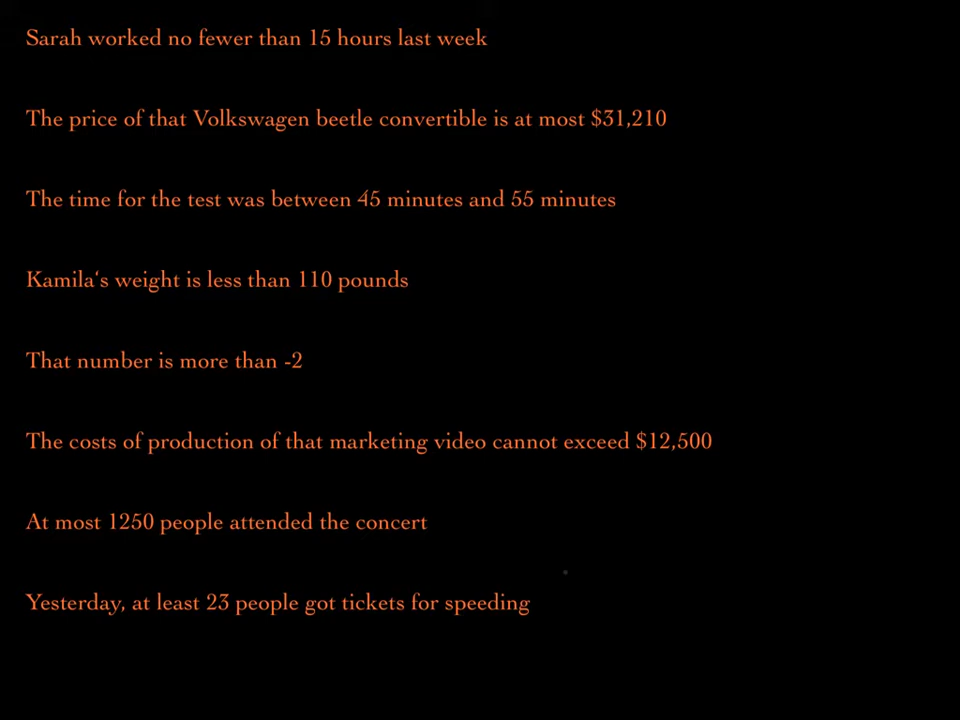 Sarah worked no fewer than 15 hours last week
The price of that Volkswagen beetle convertible is at most $31,210
The time for the test was between 45 minutes and 55 minutes
Kamila‘s weight is less than 110 pounds
That number is more than -2
The costs of production of that marketing video cannot exceed $12,500
At most 1250 people attended the concert
Yesterday, at least 23 people got tickets for speeding